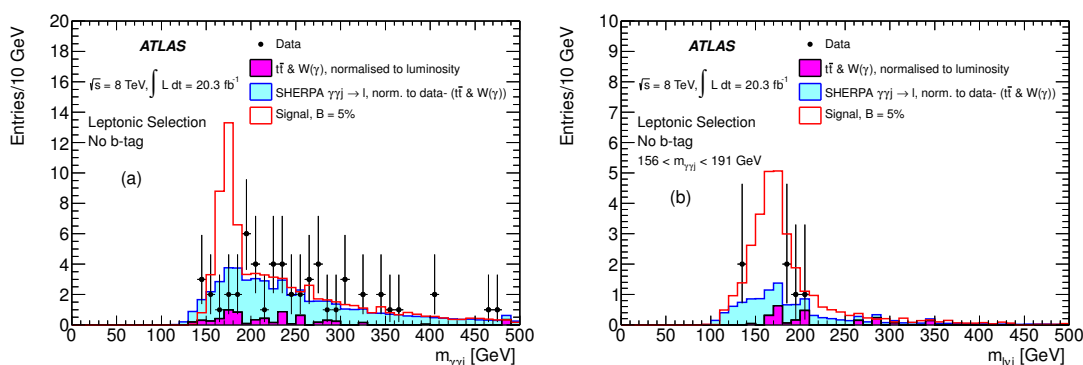 Entries/10 GeV
20
18
16
14
12
10
8
6
4
2
0
ATLAS
√s = 8 TeV, ∫ L dt = 20.3 fb⁻¹
Leptonic Selection
No b-tag
(a)
Data
tt̄ & W(γ), normalised to luminosity
SHERPA γγj → l, norm. to data- (tt̄ & W(γ))
Signal, B = 5%
0 50 100 150 200 250 300 350 400 450 500
m_γγj [GeV]
Entries/10 GeV
10
9
8
7
6
5
4
3
2
1
0
ATLAS
√s = 8 TeV, ∫ L dt = 20.3 fb⁻¹
Leptonic Selection
No b-tag
156 < m_γγj < 191 GeV
(b)
Data
tt̄ & W(γ), normalised to luminosity
SHERPA γγj → l, norm. to data- (tt̄ & W(γ))
Signal, B = 5%
0 50 100 150 200 250 300 350 400 450 500
m_lνj [GeV]